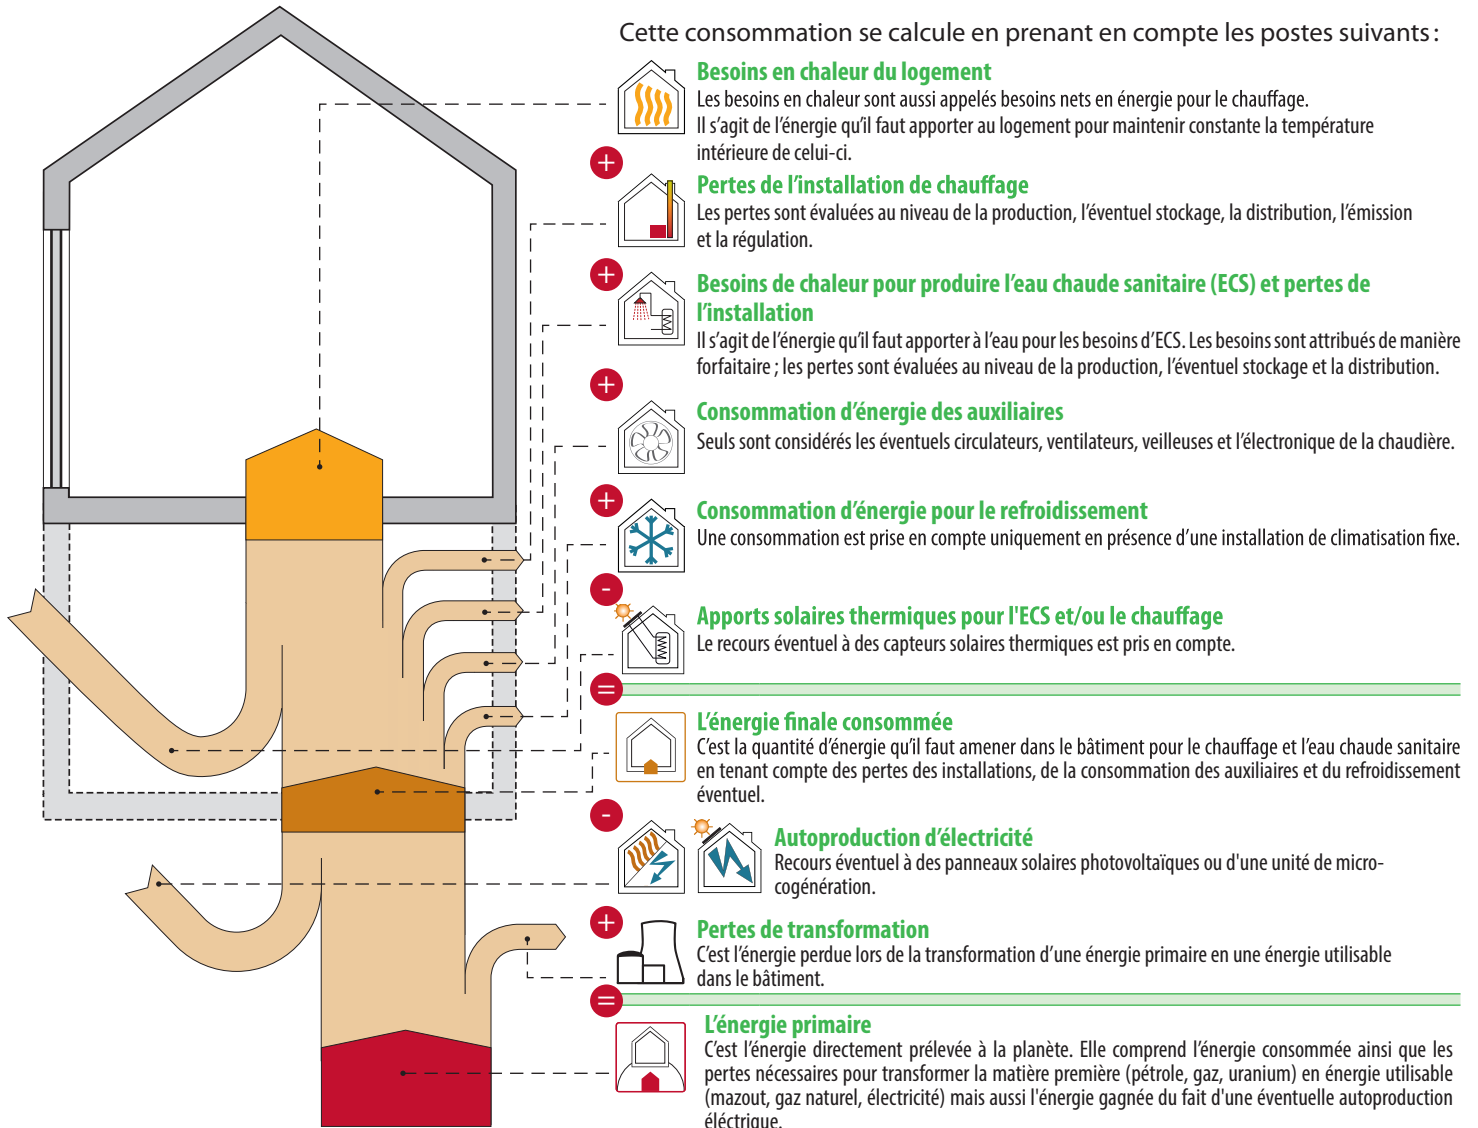 Cette consommation se calcule en prenant en compte les postes suivants :
Besoins en chaleur du logement
Les besoins en chaleur sont aussi appelés besoins nets en énergie pour le chauffage.
Il s'agit de l'énergie qu'il faut apporter au logement pour maintenir constante la température
intérieure de celui-ci.
+
Pertes de l'installation de chauffage
Les pertes sont évaluées au niveau de la production, l'éventuel stockage, la distribution, l'émission
et la régulation.
+
Besoins de chaleur pour produire l'eau chaude sanitaire (ECS) et pertes de
l'installation
Il s'agit de l'énergie qu'il faut apporter à l'eau pour les besoins d'ECS. Les besoins sont attribués de manière
forfaitaire ; les pertes sont évaluées au niveau de la production, l'éventuel stockage et la distribution.
+
Consommation d'énergie des auxiliaires
Seuls sont considérés les éventuels circulateurs, ventilateurs, veilleuses et l'électronique de la chaudière.
+
Consommation d'énergie pour le refroidissement
Une consommation est prise en compte uniquement en présence d'une installation de climatisation fixe.
-
Apports solaires thermiques pour l'ECS et/ou le chauffage
Le recours éventuel à des capteurs solaires thermiques est pris en compte.
=
L'énergie finale consommée
C'est la quantité d'énergie qu'il faut amener dans le bâtiment pour le chauffage et l'eau chaude sanitaire
en tenant compte des pertes des installations, de la consommation des auxiliaires et du refroidissement
éventuel.
-
Autoproduction d'électricité
Recours éventuel à des panneaux solaires photovoltaïques ou d'une unité de micro-
cogénération.
+
Pertes de transformation
C'est l'énergie perdue lors de la transformation d'une énergie primaire en une énergie utilisable
dans le bâtiment.
=
L'énergie primaire
C'est l'énergie directement prélevée à la planète. Elle comprend l'énergie consommée ainsi que les
pertes nécessaires pour transformer la matière première (pétrole, gaz, uranium) en énergie utilisable
(mazout, gaz naturel, électricité) mais aussi l'énergie gagnée du fait d'une éventuelle autoproduction
éléctrique.